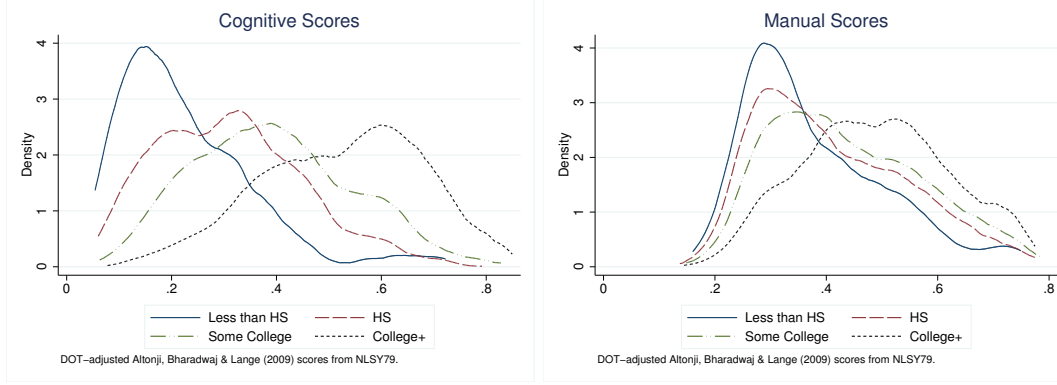 Cognitive Scores
4
3
2
1
0
Density
0 .2 .4 .6 .8
Less than HS HS
Some College College+
DOT−adjusted Altonji, Bharadwaj & Lange (2009) scores from NLSY79.
Manual Scores
4
3
2
1
0
Density
0 .2 .4 .6 .8
Less than HS HS
Some College College+
DOT−adjusted Altonji, Bharadwaj & Lange (2009) scores from NLSY79.